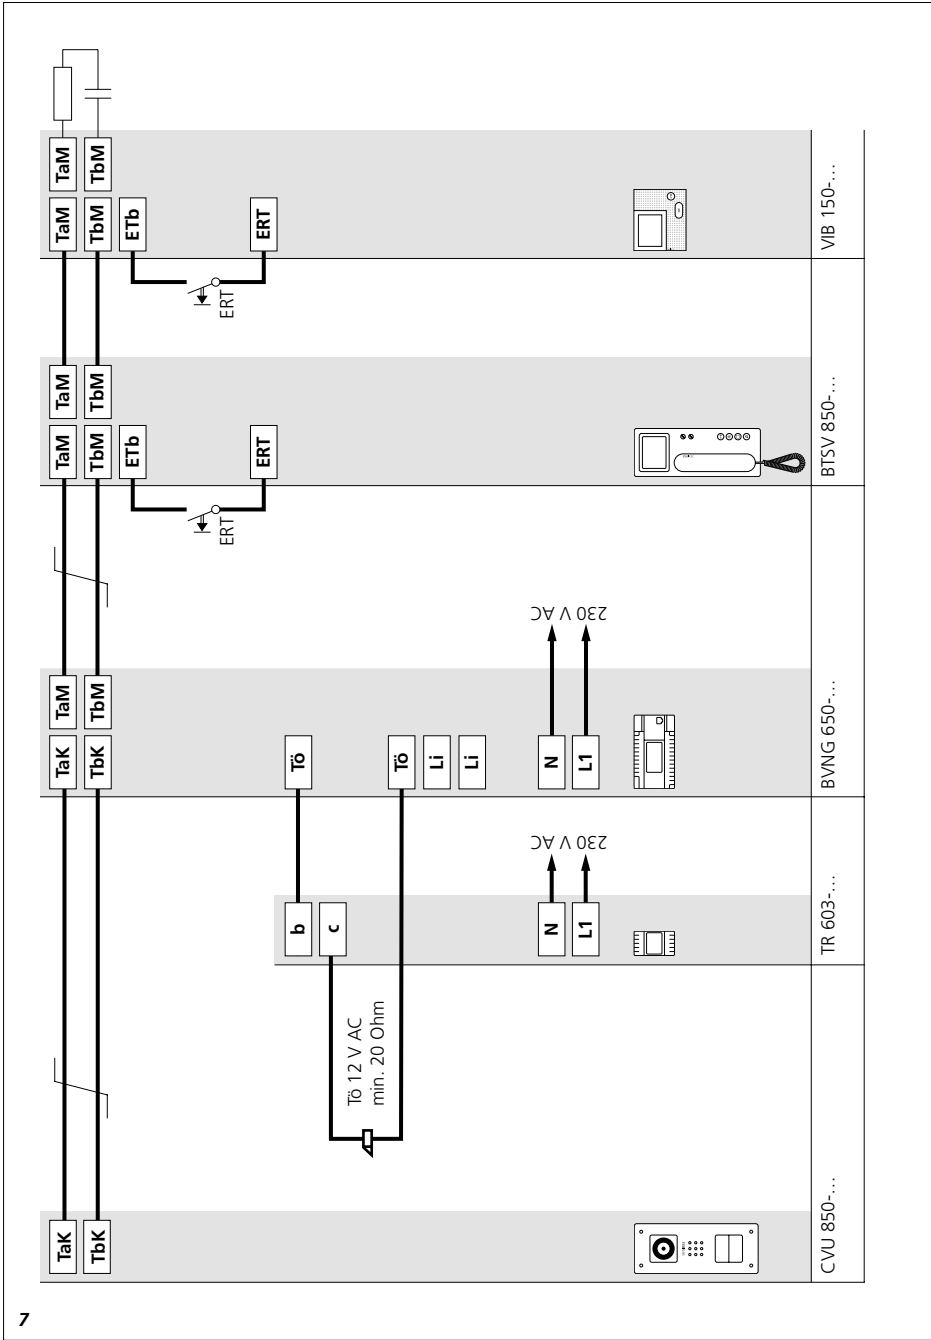 TaK TaK TaM TaM TaM TaM TaM
TbK TbK TbM TbM TbM TbM TbM
ETb ETb
ERT ERT
ERT ERT
b Tö
c
Tö 12 V AC
min. 20 Ohm
Tö
Li
Li
N N
230 V AC 230 V AC
L1 L1
CVU 850-… TR 603-… BVNG 650-… BTSV 850-… VIB 150-…
7